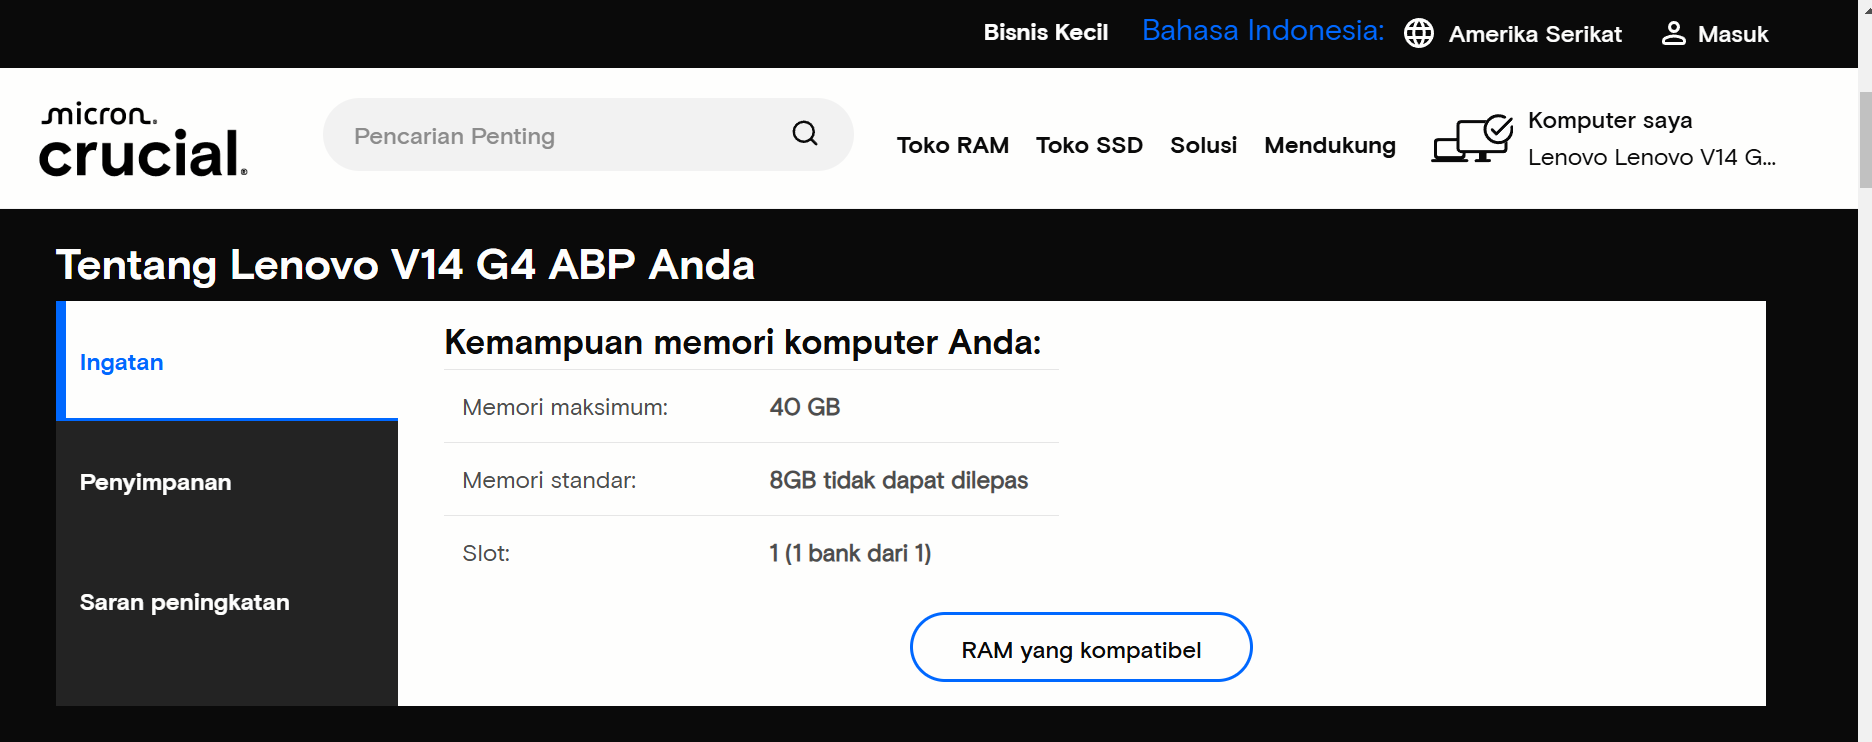 Bisnis Kecil Bahasa Indonesia: Amerika Serikat Masuk
micron.
crucial
Pencarian Penting
Toko RAM Toko SSD Solusi Mendukung
Komputer saya
Lenovo Lenovo V14 G...
Tentang Lenovo V14 G4 ABP Anda
Ingatan
Penyimpanan
Saran peningkatan
Kemampuan memori komputer Anda:
Memori maksimum: 40 GB
Memori standar: 8GB tidak dapat dilepas
Slot: 1 (1 bank dari 1)
RAM yang kompatibel